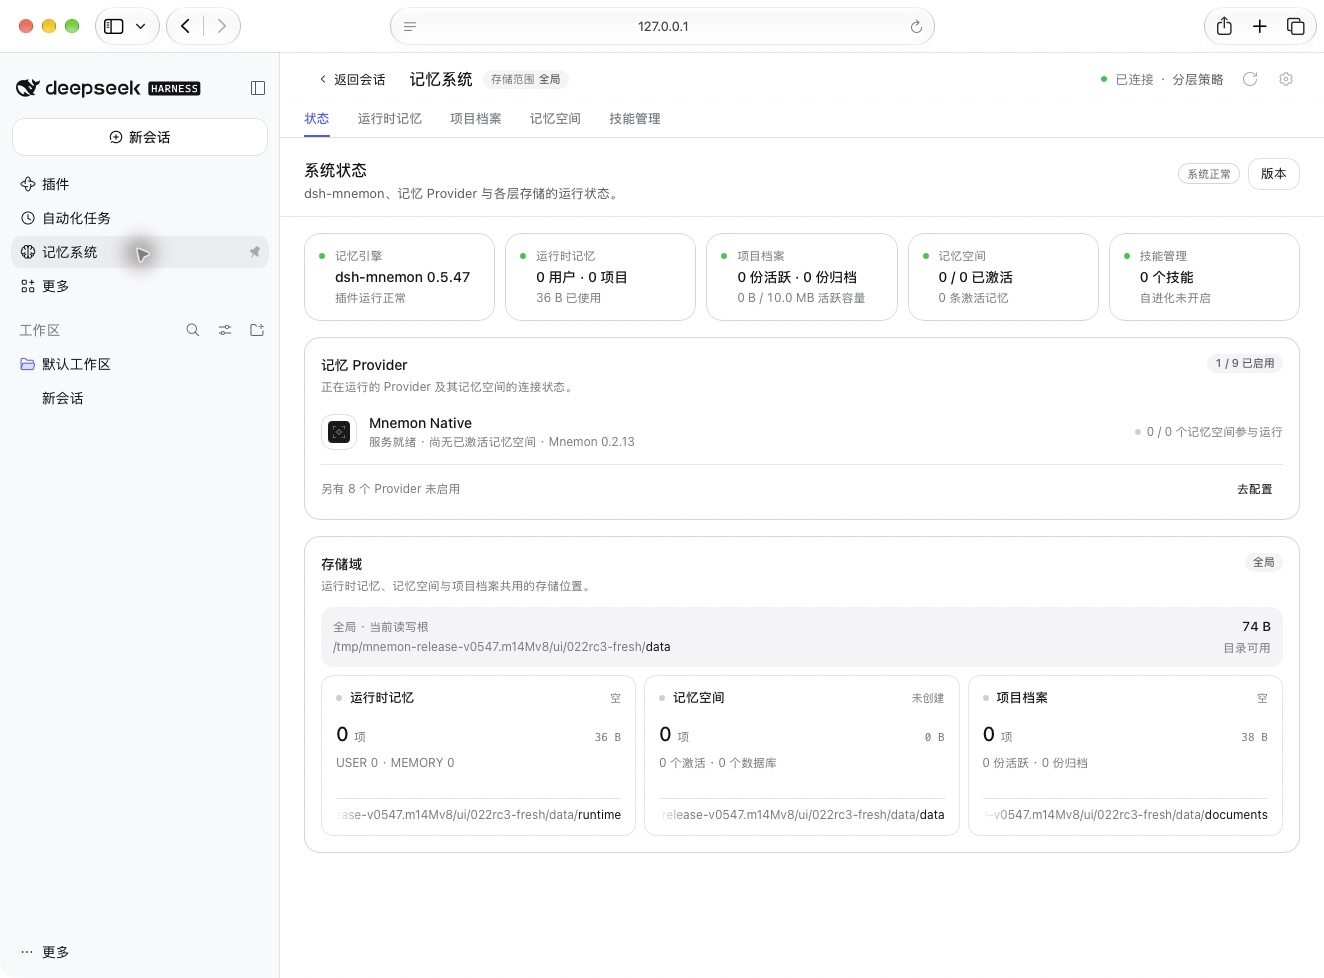 127.0.0.1
deepseek HARNESS
新会话
插件
自动化任务
记忆系统
更多
工作区
默认工作区
新会话
更多
返回会话 记忆系统 存储范围 全局
已连接 · 分层策略
状态 运行时记忆 项目档案 记忆空间 技能管理
系统状态
dsh-mnemon、记忆 Provider 与各层存储的运行状态。
系统正常 版本
记忆引擎
dsh-mnemon 0.5.47
插件运行正常
运行时记忆
0 用户 · 0 项目
36 B 已使用
项目档案
0 份活跃 · 0 份归档
0 B / 10.0 MB 活跃容量
记忆空间
0 / 0 已激活
0 条激活记忆
技能管理
0 个技能
自进化未开启
记忆 Provider
1 / 9 已启用
正在运行的 Provider 及其记忆空间的连接状态。
Mnemon Native
服务就绪 · 尚无已激活记忆空间 · Mnemon 0.2.13
0 / 0 个记忆空间参与运行
另有 8 个 Provider 未启用
去配置
存储域
全局
运行时记忆、记忆空间与项目档案共用的存储位置。
全局 · 当前读写根
74 B
/tmp/mnemon-release-v0547.m14Mv8/ui/022rc3-fresh/data
目录可用
运行时记忆 空
0 项 36 B
USER 0 · MEMORY 0
ase-v0547.m14Mv8/ui/022rc3-fresh/data/runtime
记忆空间 未创建
0 项 0 B
0 个激活 · 0 个数据库
release-v0547.m14Mv8/ui/022rc3-fresh/data/data
项目档案 空
0 项 38 B
0 份活跃 · 0 份归档
-v0547.m14Mv8/ui/022rc3-fresh/data/documents